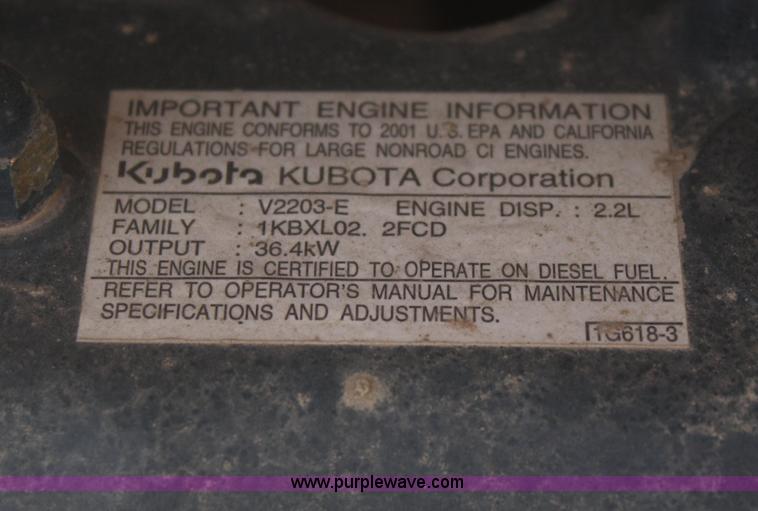 IMPORTANT ENGINE INFORMATION
THIS ENGINE CONFORMS TO 2001 U.S. EPA AND CALIFORNIA
REGULATIONS FOR LARGE NONROAD CI ENGINES.
Kubota KUBOTA Corporation
MODEL : V2203-E ENGINE DISP. : 2.2L
FAMILY : 1KBXL02. 2FCD
OUTPUT : 36.4kW
THIS ENGINE IS CERTIFIED TO OPERATE ON DIESEL FUEL.
REFER TO OPERATOR'S MANUAL FOR MAINTENANCE
SPECIFICATIONS AND ADJUSTMENTS.
1G618-3
www.purplewave.com